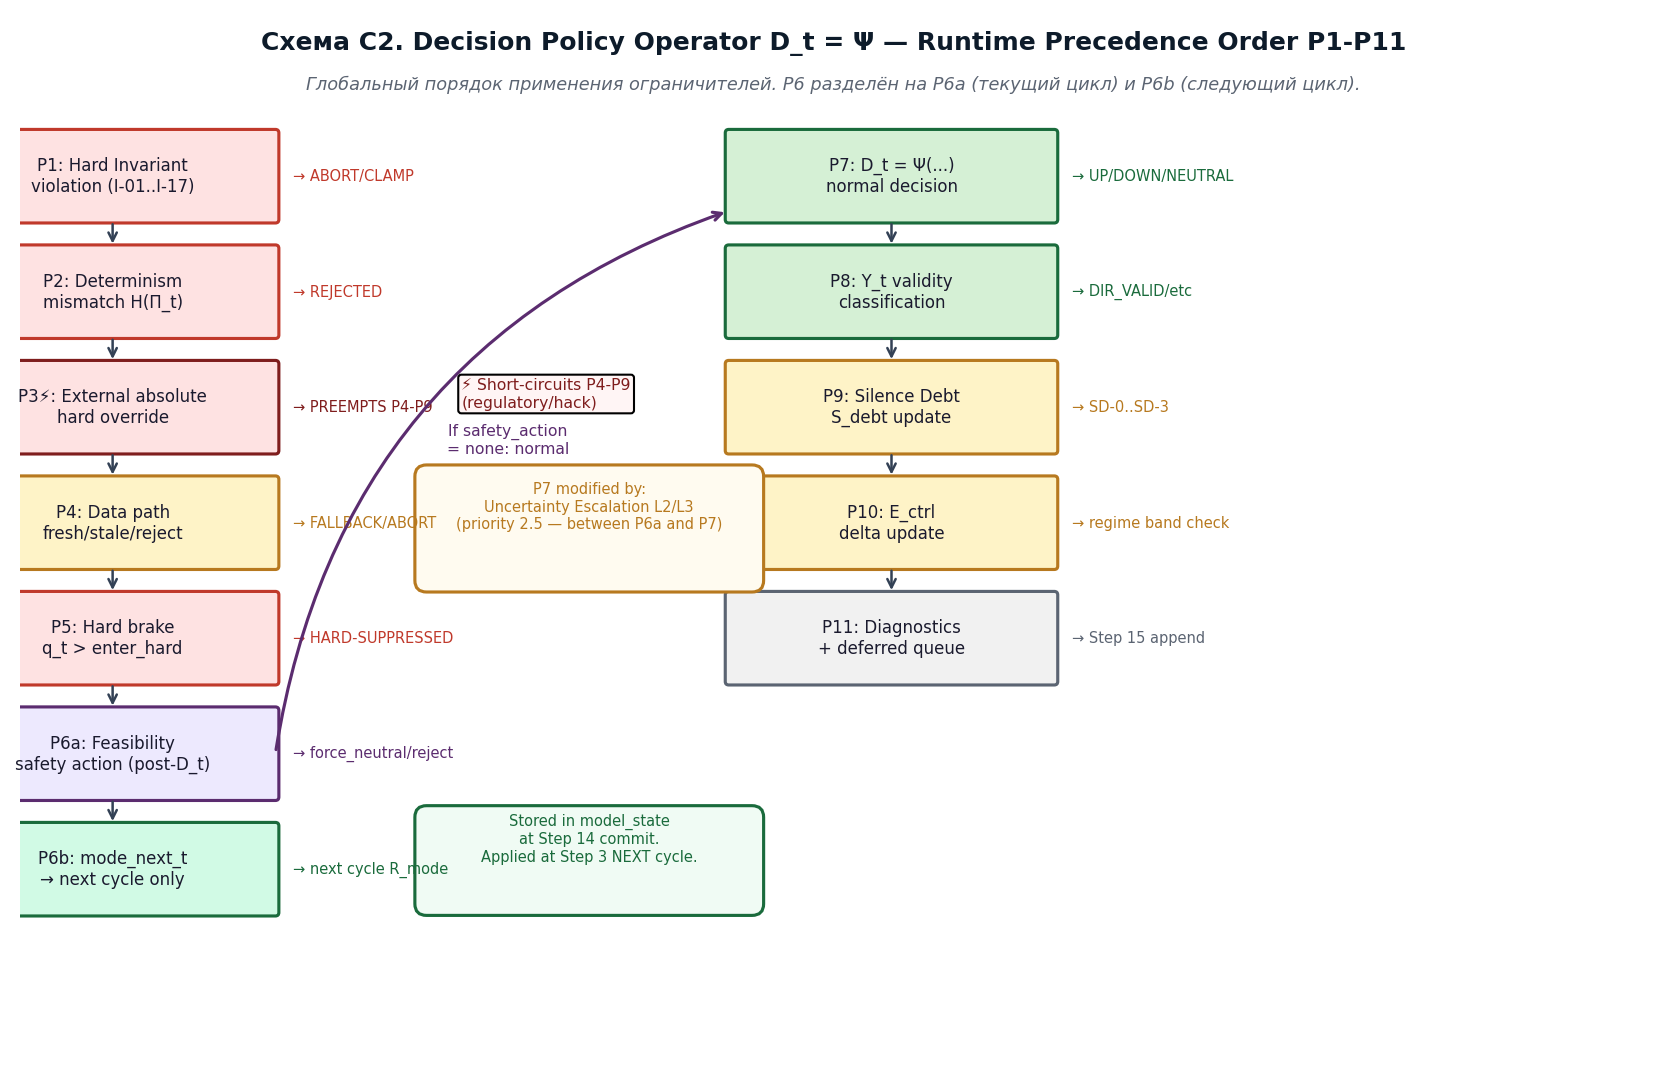 Схема C2. Decision Policy Operator D_t = Ψ — Runtime Precedence Order P1-P11
Глобальный порядок применения ограничителей. P6 разделён на P6a (текущий цикл) и P6b (следующий цикл).
P1: Hard Invariant
violation (I-01..I-17)
→ ABORT/CLAMP
P2: Determinism
mismatch H(Π_t)
→ REJECTED
P3⚡: External absolute
hard override
→ PREEMPTS P4-P9
⚡ Short-circuits P4-P9
(regulatory/hack)
If safety_action
= none: normal
P4: Data path
fresh/stale/reject
→ FALLBACK/ABORT
P7 modified by:
Uncertainty Escalation L2/L3
(priority 2.5 — between P6a and P7)
P5: Hard brake
q_t > enter_hard
→ HARD-SUPPRESSED
P6a: Feasibility
safety action (post-D_t)
→ force_neutral/reject
P6b: mode_next_t
→ next cycle only
→ next cycle R_mode
Stored in model_state
at Step 14 commit.
Applied at Step 3 NEXT cycle.
P7: D_t = Ψ(...)
normal decision
→ UP/DOWN/NEUTRAL
P8: Y_t validity
classification
→ DIR_VALID/etc
P9: Silence Debt
S_debt update
→ SD-0..SD-3
P10: E_ctrl
delta update
→ regime band check
P11: Diagnostics
+ deferred queue
→ Step 15 append